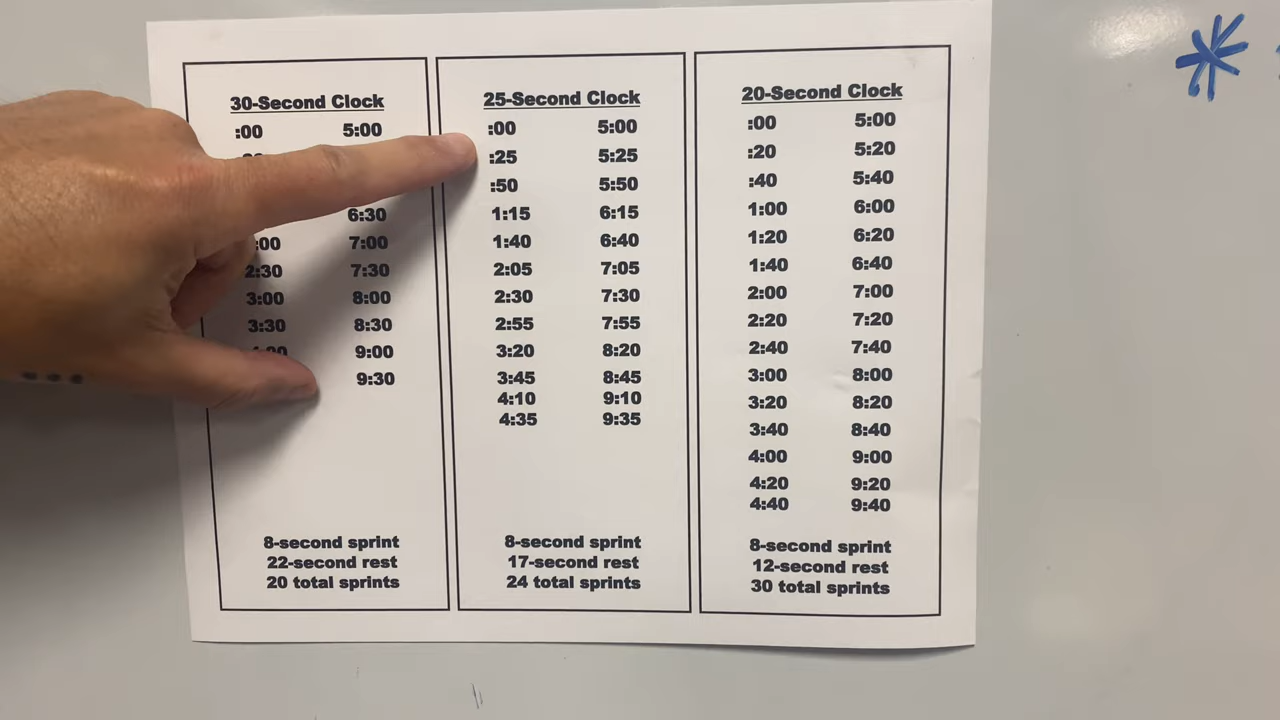 30-Second Clock
:00 5:00
6:30
:00 7:00
2:30 7:30
3:00 8:00
3:30 8:30
9:00
9:30
8-second sprint
22-second rest
20 total sprints
25-Second Clock
:00 5:00
:25 5:25
:50 5:50
1:15 6:15
1:40 6:40
2:05 7:05
2:30 7:30
2:55 7:55
3:20 8:20
3:45 8:45
4:10 9:10
4:35 9:35
8-second sprint
17-second rest
24 total sprints
20-Second Clock
:00 5:00
:20 5:20
:40 5:40
1:00 6:00
1:20 6:20
1:40 6:40
2:00 7:00
2:20 7:20
2:40 7:40
3:00 8:00
3:20 8:20
3:40 8:40
4:00 9:00
4:20 9:20
4:40 9:40
8-second sprint
12-second rest
30 total sprints